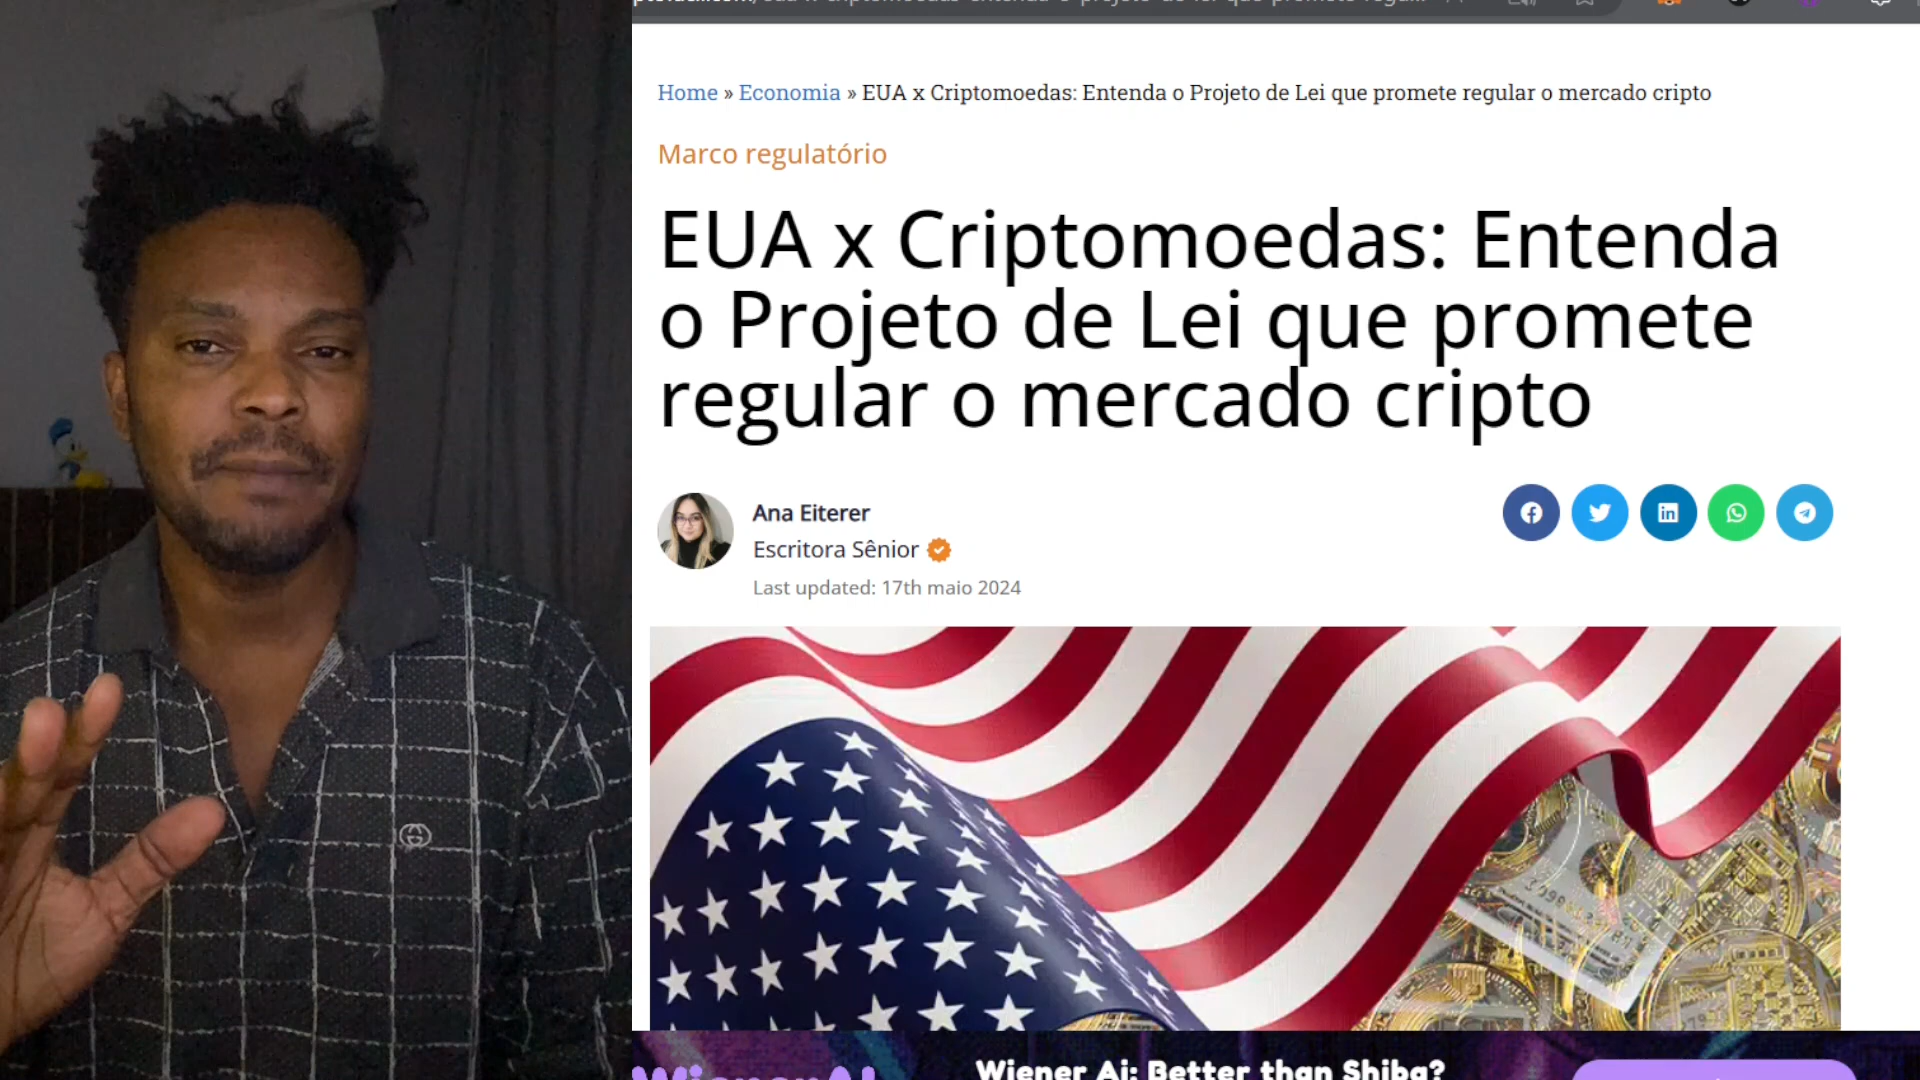 Home » Economia » EUA x Criptomoedas: Entenda o Projeto de Lei que promete regular o mercado cripto
Marco regulatório
EUA x Criptomoedas: Entenda
o Projeto de Lei que promete
regular o mercado cripto
Ana Eiterer
Escritora Sênior
Last updated: 17th maio 2024
Wiener Ai: Better than Shiba?